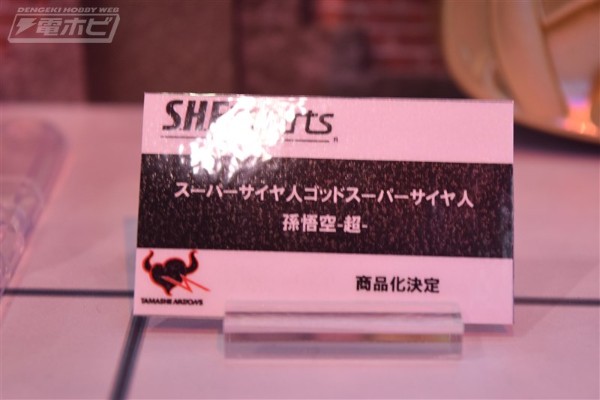 DENGEKI HOBBY WEB
電ホビ
S.H.Figuarts
スーパーサイヤ人ゴッドスーパーサイヤ人
孫悟空-超-
TAMASHII NATIONS
商品化決定